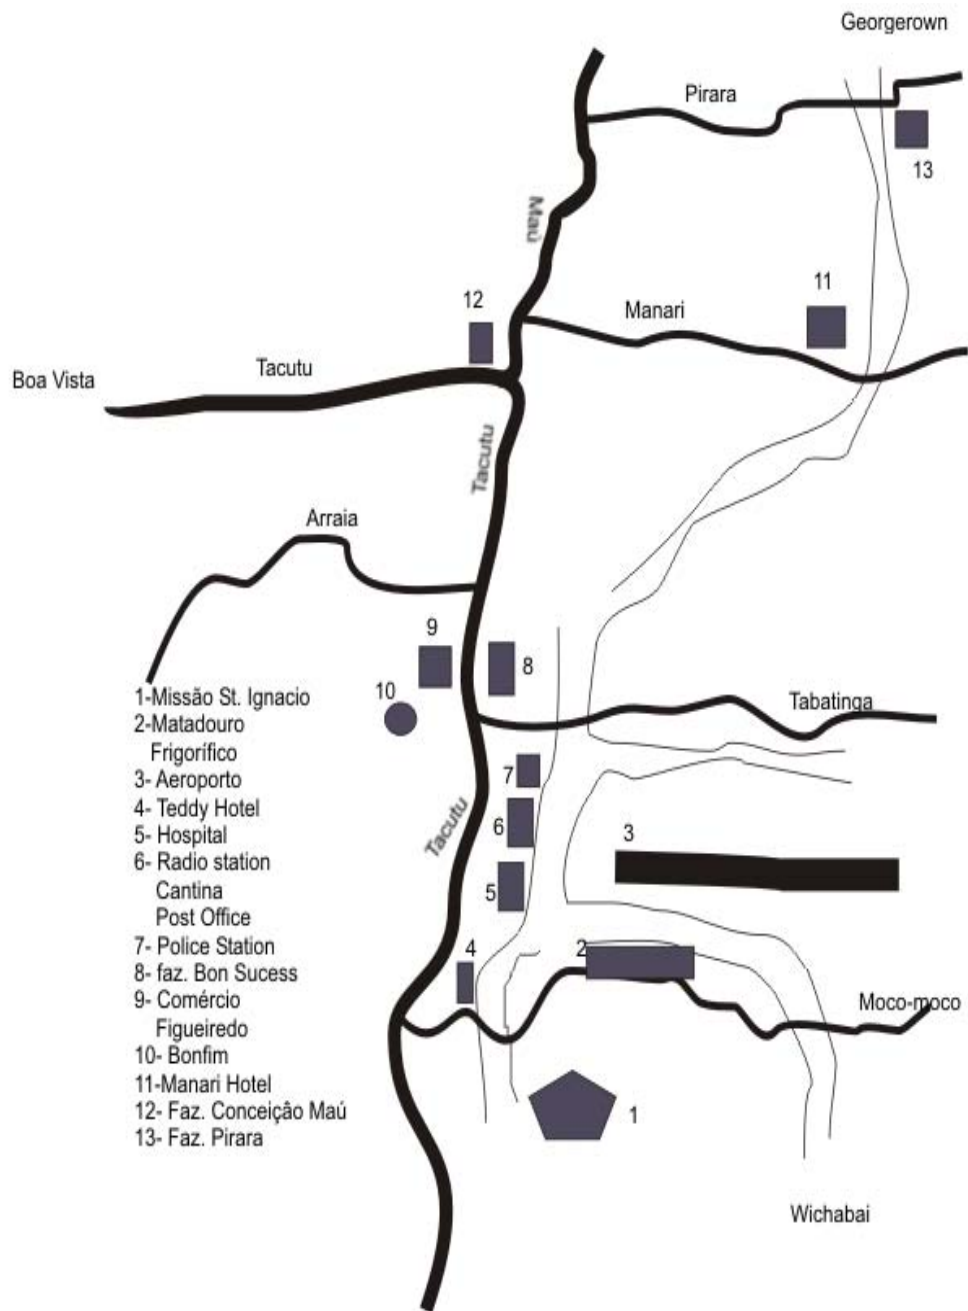 Georgerown
Pirara
13
Maú
12
11
Manari
Tacutu
Boa Vista
Tacutu
Arraia
9
8
10
Tabatinga
1-Missão St. Ignacio
2-Matadouro
Frigorífico
3- Aeroporto
4- Teddy Hotel
5- Hospital
6- Radio station
Cantina
Post Office
7- Police Station
8- faz. Bon Sucess
9- Comércio
Figueiredo
10- Bonfim
11-Manari Hotel
12- Faz. Conceição Maú
13- Faz. Pirara
7
Tacutu
6
3
5
4
2
Moco-moco
1
Wichabai